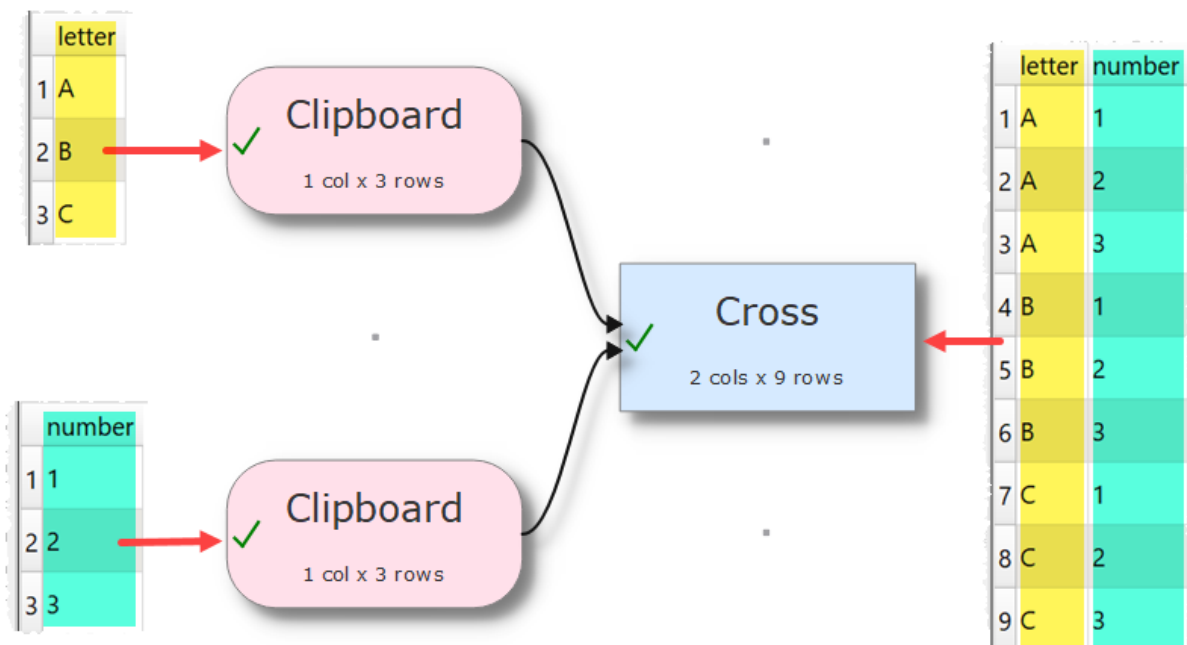 letter
1 A
2 B
3 C
Clipboard
1 col x 3 rows
number
1 1
2 2
3 3
Clipboard
1 col x 3 rows
Cross
2 cols x 9 rows
letter number
1 A 1
2 A 2
3 A 3
4 B 1
5 B 2
6 B 3
7 C 1
8 C 2
9 C 3